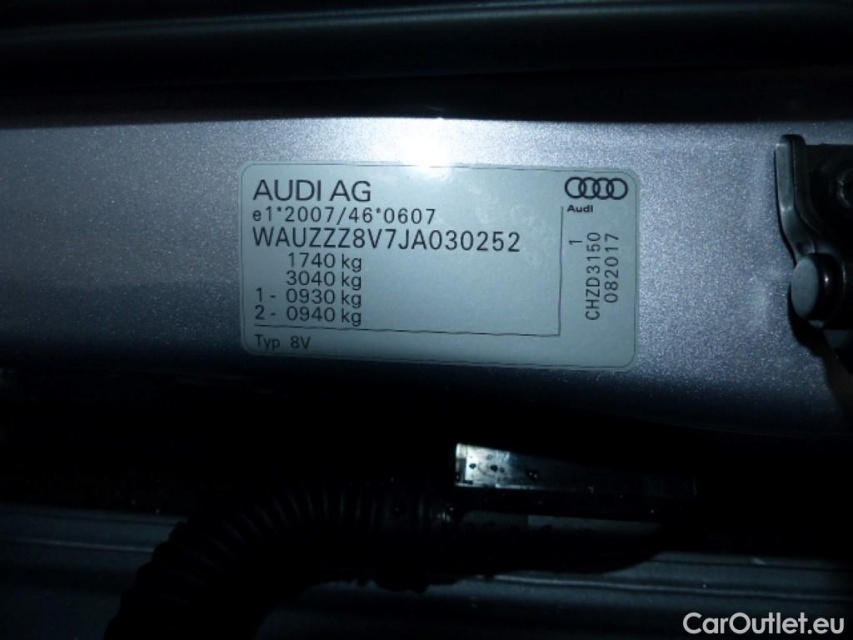 AUDI AG
e1*2007/46*0607
WAUZZZ8V7JA030252
1740 kg
3040 kg
1 - 0930 kg
2 - 0940 kg
Typ 8V
Audi
1
CHZD3150
082017
CarOutlet.eu